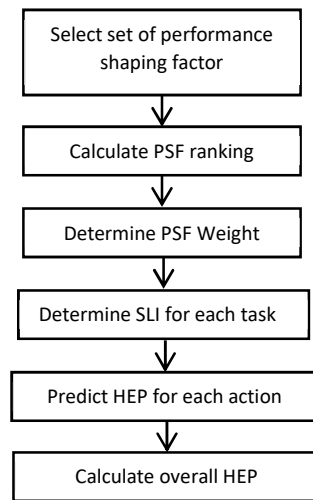 Select set of performance
shaping factor
Calculate PSF ranking
Determine PSF Weight
Determine SLI for each task
Predict HEP for each action
Calculate overall HEP